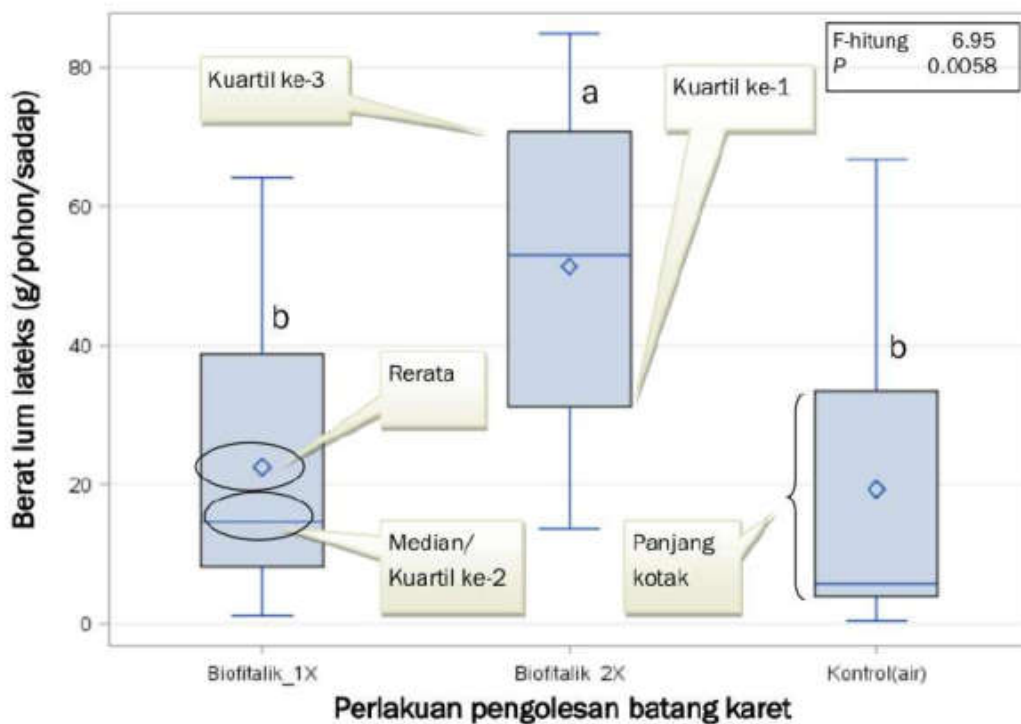 Berat lum lateks (g/pohon/sadap)
80
60
40
20
0
F-hitung 6.95
P 0.0058
Kuartil ke-3
a
Kuartil ke-1
b
Rerata
b
Median/
Kuartil ke-2
Panjang
kotak
Biofitalik_1X
Biofitalik 2X
Kontrol(air)
Perlakuan pengolesan batang karet